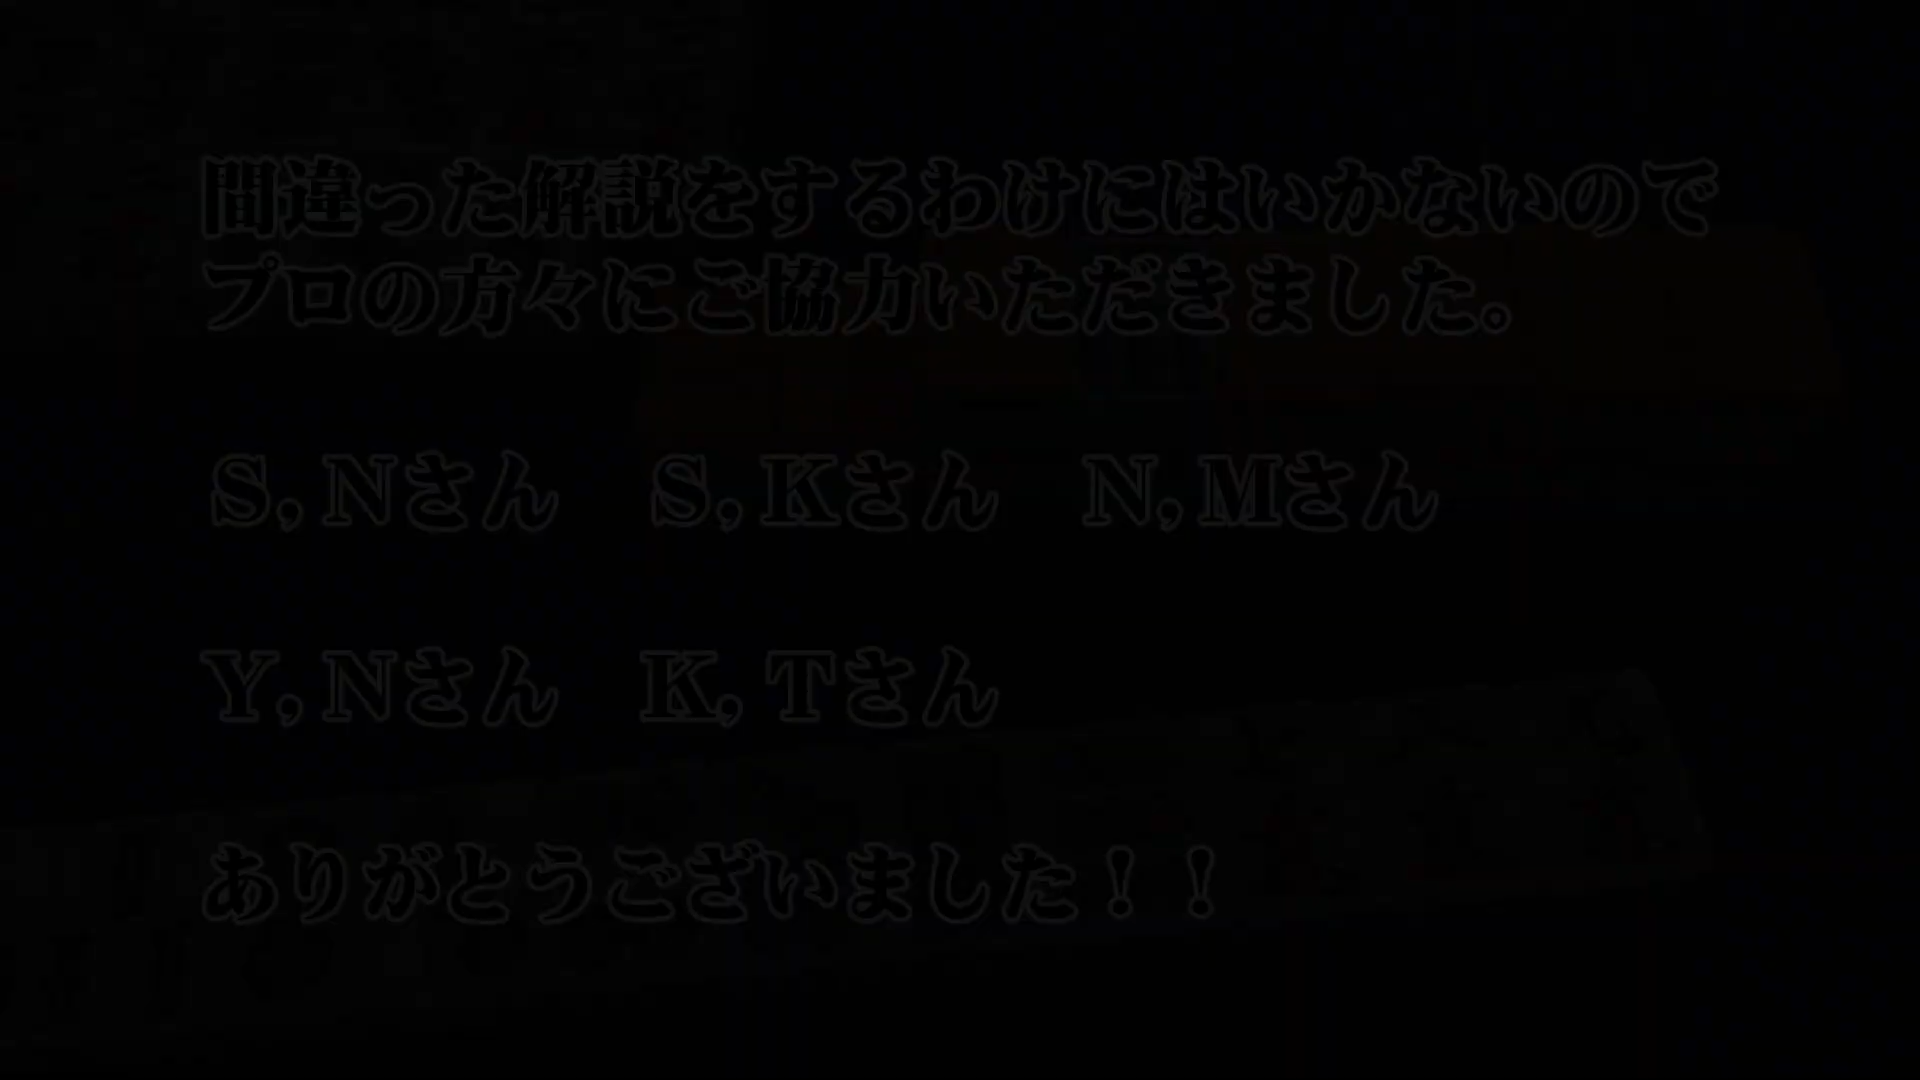 間違った解説をするわけにはいかないので
プロの方々にご協力いただきました。
S,Nさん　S,Kさん　N,Mさん
Y,Nさん　K,Tさん
ありがとうございました！！